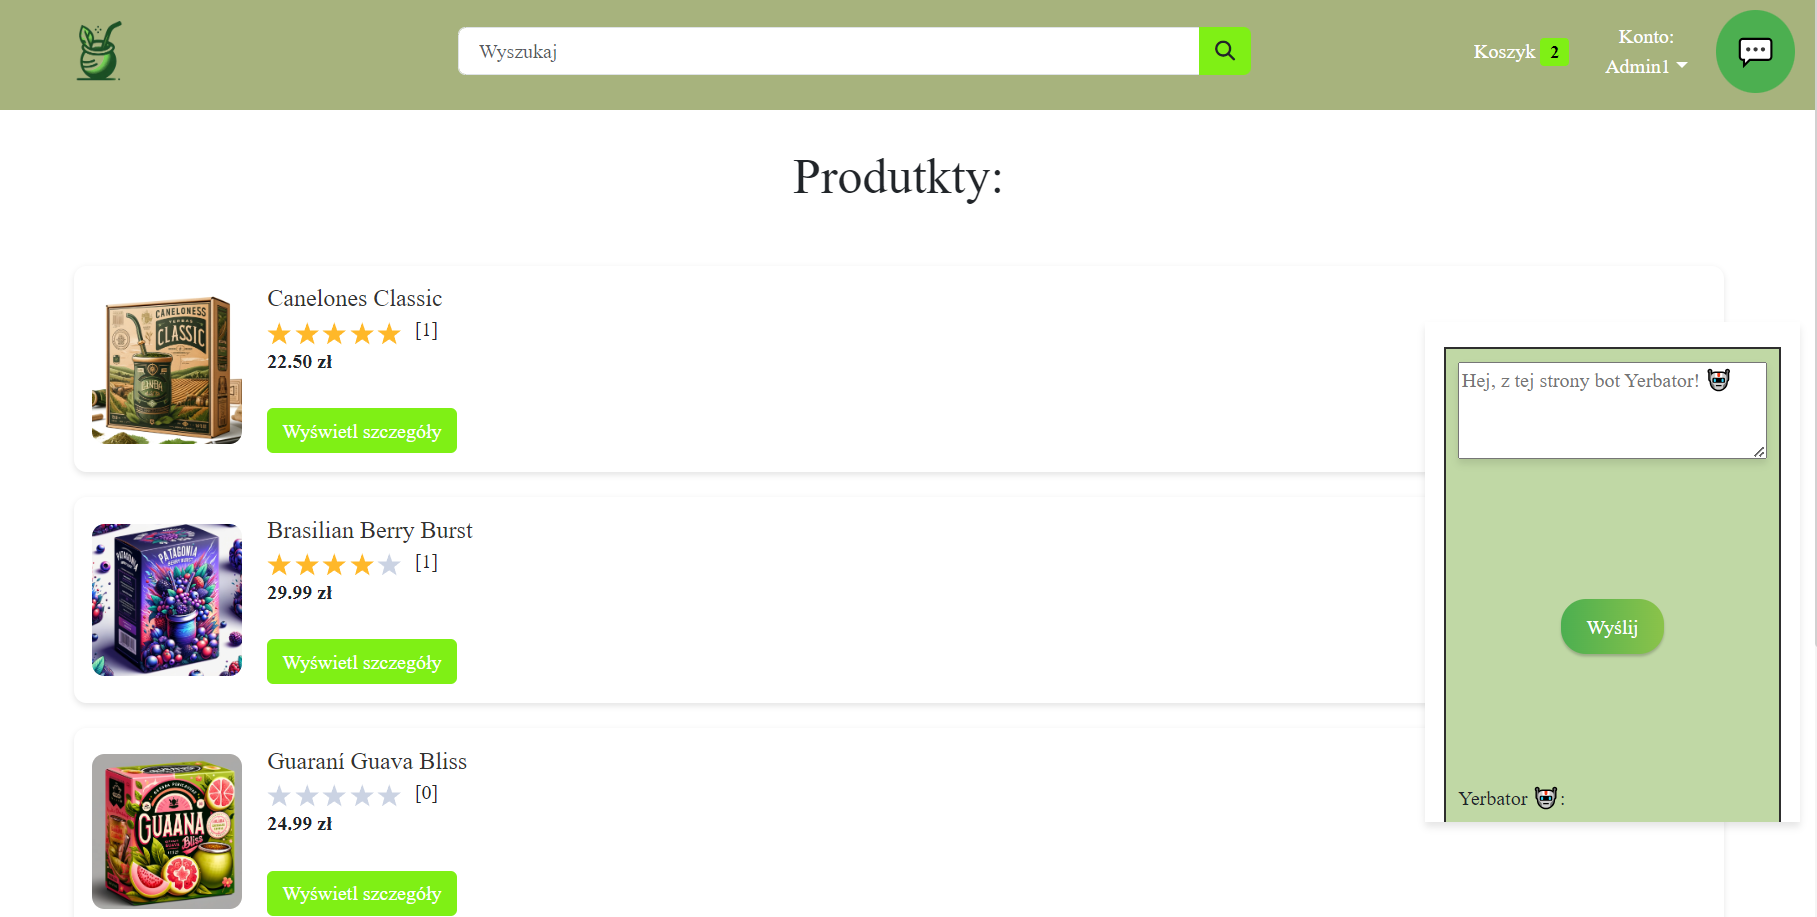 Wyszukaj
Koszyk 2
Konto:
Admin1
Produtkty:
CANELONESS
CLASSIC
Canelones Classic
[1]
22.50 zł
Wyświetl szczegóły
PATAGONIA
Brasilian Berry Burst
[1]
29.99 zł
Wyświetl szczegóły
GUAANA
Bliss
Guaraní Guava Bliss
[0]
24.99 zł
Wyświetl szczegóły
Hej, z tej strony bot Yerbator!
Wyślij
Yerbator :